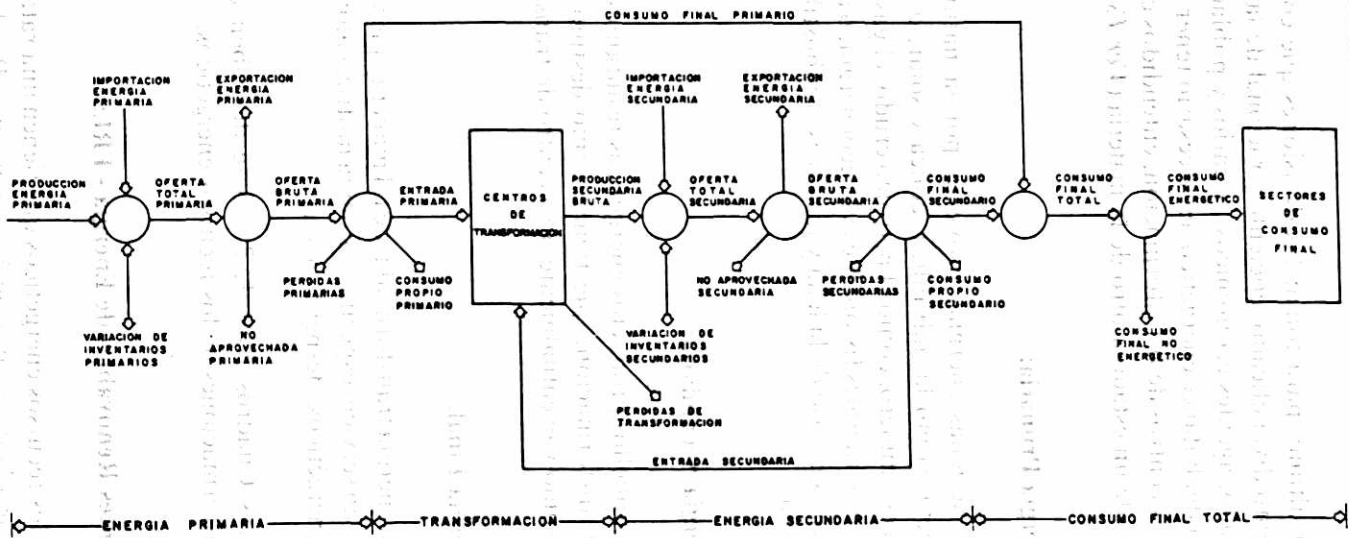 CONSUMO FINAL PRIMARIO
IMPORTACION
ENERGIA
PRIMARIA
EXPORTACION
ENERGIA
PRIMARIA
IMPORTACION
ENERGIA
SECUNDARIA
EXPORTACION
ENERGIA
SECUNDARIA
PRODUCCION
ENERGIA
PRIMARIA
OFERTA
TOTAL
PRIMARIA
OFERTA
BRUTA
PRIMARIA
ENTRADA
PRIMARIA
CENTROS
DE
TRANSFORMACION
PRODUCCION
SECUNDARIA
BRUTA
OFERTA
TOTAL
SECUNDARIA
OFERTA
BRUTA
SECUNDARIA
CONSUMO
FINAL
SECUNDARIO
CONSUMO
FINAL
TOTAL
CONSUMO
FINAL
ENERGETICO
SECTORES
DE
CONSUMO
FINAL
PERDIDAS
PRIMARIAS
CONSUMO
PROPIO
PRIMARIO
NO APROVECHADA
SECUNDARIA
PERDIDAS
SECUNDARIAS
CONSUMO
PROPIO
SECUNDARIO
VARIACION DE
INVENTARIOS
PRIMARIOS
NO
APROVECHADA
PRIMARIA
VARIACION DE
INVENTARIOS
SECUNDARIOS
CONSUMO
FINAL NO
ENERGETICO
PERDIDAS DE
TRANSFORMACION
ENTRADA SECUNDARIA
ENERGIA PRIMARIA
TRANSFORMACION
ENERGIA SECUNDARIA
CONSUMO FINAL TOTAL